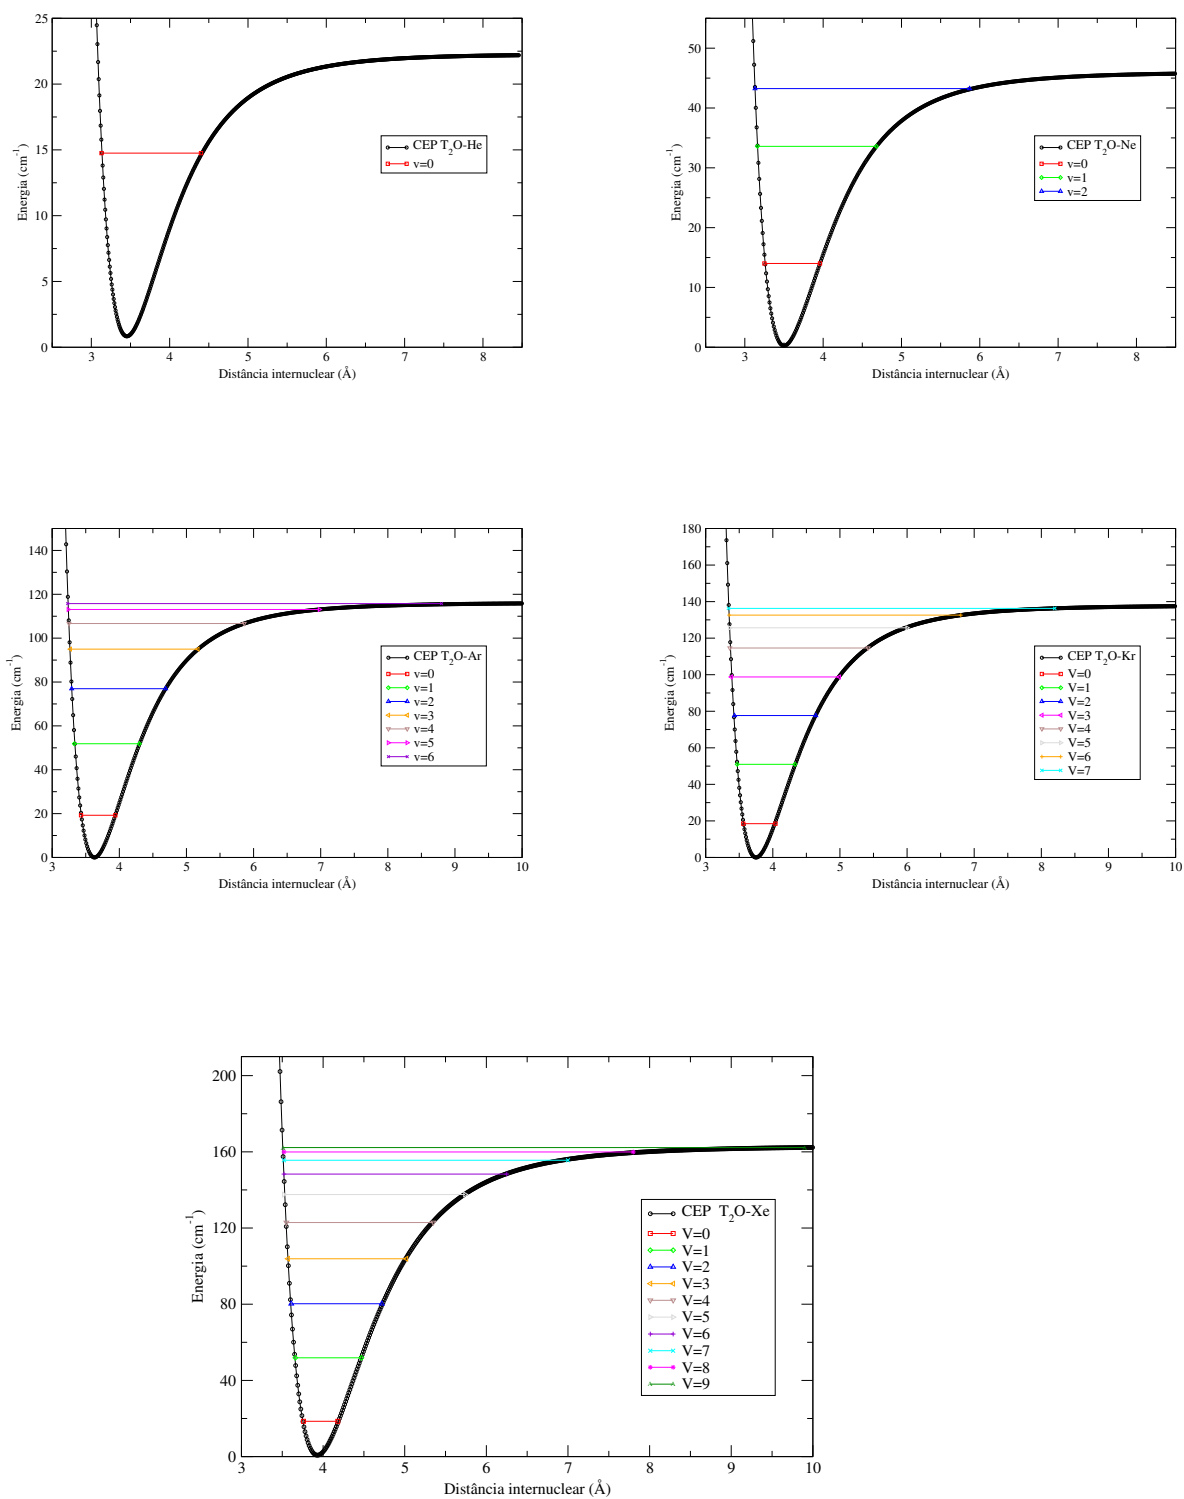 25
20
15
10
5
0
Energia (cm⁻¹)
3 4 5 6 7 8
Distância internuclear (Å)
CEP T₂O-He
v=0
50
40
30
20
10
0
Energia (cm⁻¹)
3 4 5 6 7 8
Distância internuclear (Å)
CEP T₂O-Ne
v=0
v=1
v=2
140
120
100
80
60
40
20
0
Energia (cm⁻¹)
3 4 5 6 7 8 9 10
Distância internuclear (Å)
CEP T₂O-Ar
v=0
v=1
v=2
v=3
v=4
v=5
v=6
180
160
140
120
100
80
60
40
20
0
Energia (cm⁻¹)
3 4 5 6 7 8 9 10
Distância internuclear (Å)
CEP T₂O-Kr
V=0
V=1
V=2
V=3
V=4
V=5
V=6
V=7
200
160
120
80
40
0
Energia (cm⁻¹)
3 4 5 6 7 8 9 10
Distância internuclear (Å)
CEP T₂O-Xe
V=0
V=1
V=2
V=3
V=4
V=5
V=6
V=7
V=8
V=9